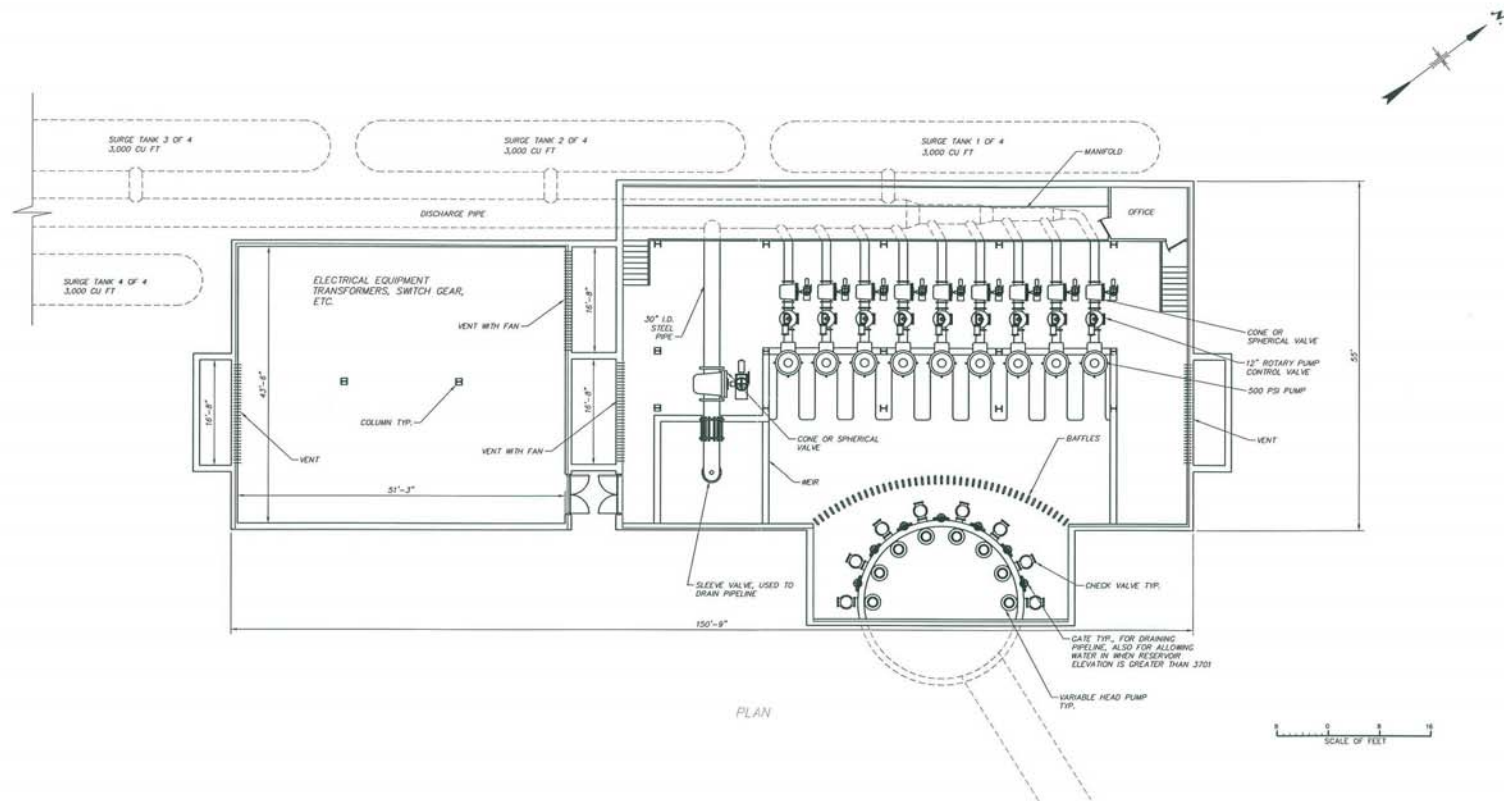 N.
SURGE TANK 3 OF 4
3,000 CU FT
SURGE TANK 2 OF 4
3,000 CU FT
SURGE TANK 1 OF 4
3,000 CU FT
MANIFOLD
DISCHARGE PIPE
OFFICE
SURGE TANK 4 OF 4
3,000 CU FT
ELECTRICAL EQUIPMENT
TRANSFORMERS, SWITCH GEAR,
ETC.
VENT WITH FAN
16'-8"
30" I.D.
STEEL
PIPE
CONE OR
SPHERICAL VALVE
12" ROTARY PUMP
CONTROL VALVE
500 PSI PUMP
55'
43'-6"
16'-8"
COLUMN TYP.
VENT
VENT WITH FAN
16'-8"
CONE OR SPHERICAL
VALVE
BAFFLES
VENT
WEIR
51'-3"
SLEEVE VALVE, USED TO
DRAIN PIPELINE
CHECK VALVE TYP.
150'-9"
GATE TYP., FOR DRAINING
PIPELINE, ALSO FOR ALLOWING
WATER IN WHEN RESERVOIR
ELEVATION IS GREATER THAN 3701
VARIABLE HEAD PUMP
TYP.
PLAN
8 0 8 16
SCALE OF FEET